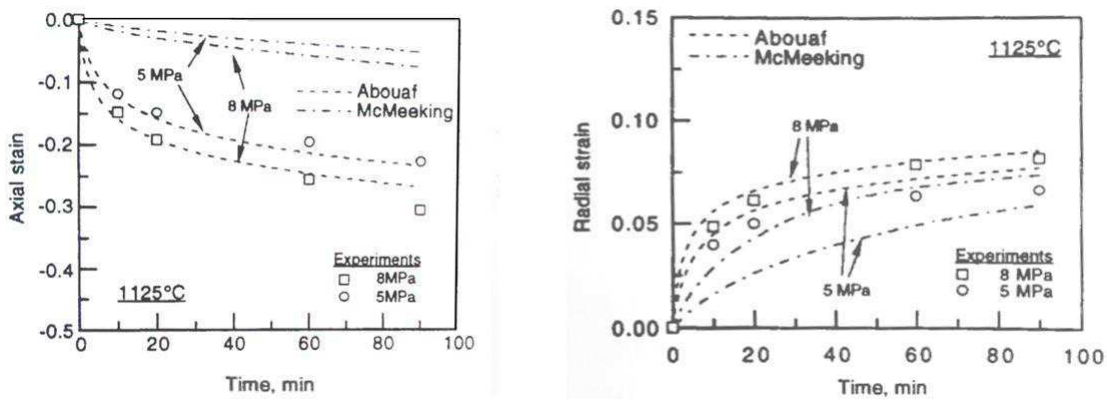 0.0
-0.1
-0.2
-0.3
-0.4
-0.5
Axial stain
5 MPa
8 MPa
Abouaf
McMeeking
Experiments
8MPa
5MPa
1125°C
0 20 40 60 80 100
Time, min
0.15
0.10
0.05
0.00
Radial strain
Abouaf
McMeeking
1125°C
8 MPa
5 MPa
Experiments
8 MPa
5 MPa
0 20 40 60 80 100
Time, min